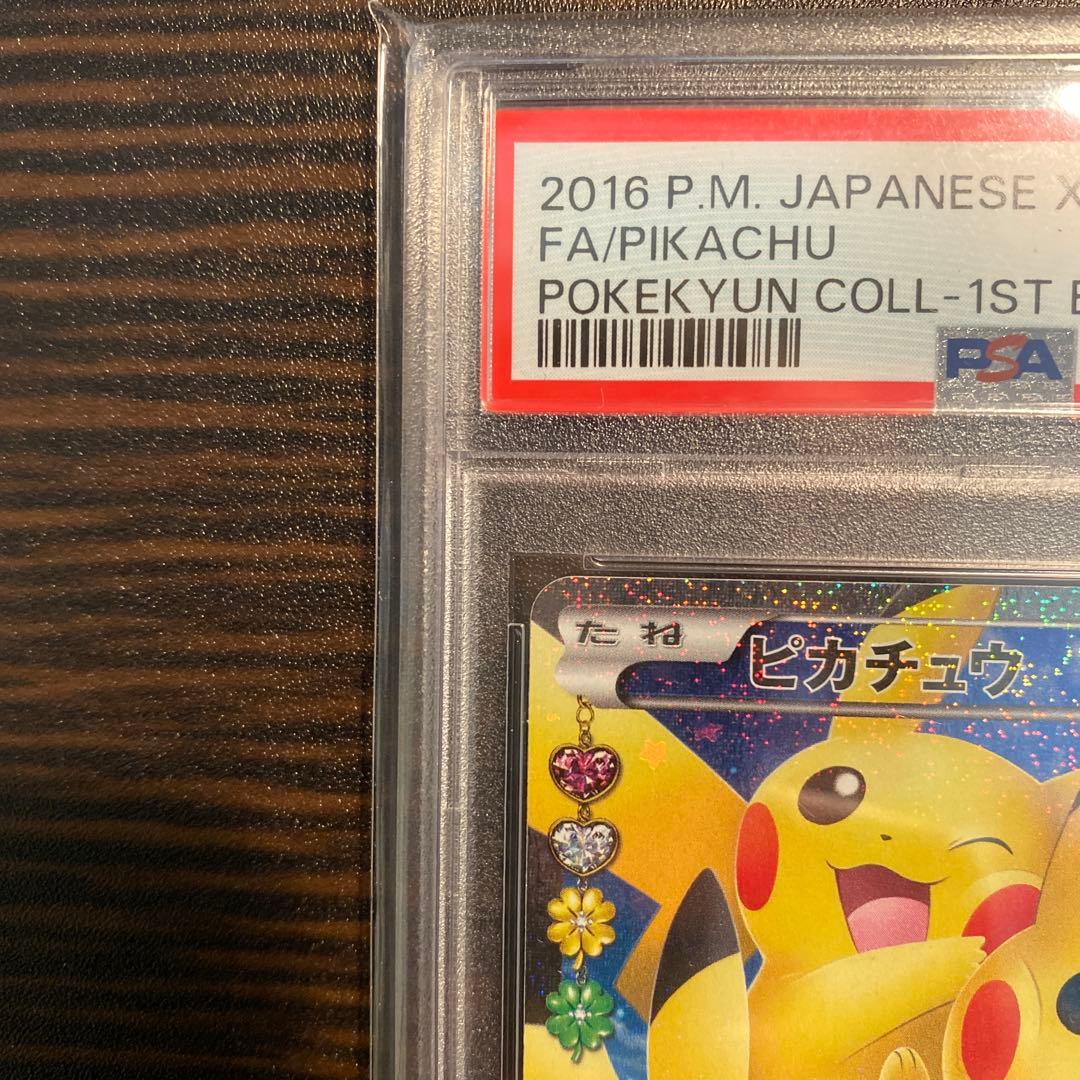 2016 P.M. JAPANESE X
FA/PIKACHU
POKEKYUN COLL-1ST E
PSA
たね
ピカチュウ